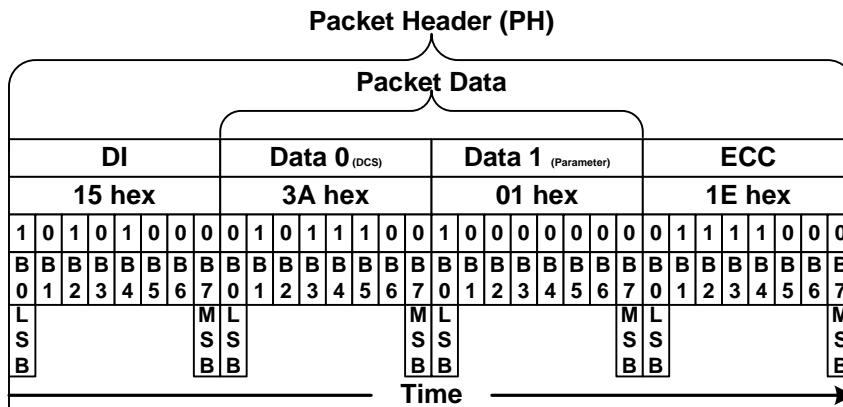 Packet Header (PH)
Packet Data
DI Data 0 (DCS) Data 1 (Parameter) ECC
15 hex 3A hex 01 hex 1E hex
1 0 1 0 1 0 0 0 0 1 0 1 1 1 0 0 1 0 0 0 0 0 0 0 0 1 1 1 1 0 0 0
B0 B1 B2 B3 B4 B5 B6 B7 B0 B1 B2 B3 B4 B5 B6 B7 B0 B1 B2 B3 B4 B5 B6 B7 B0 B1 B2 B3 B4 B5 B6 B7
LSB MSB LSB MSB LSB MSB LSB MSB
Time